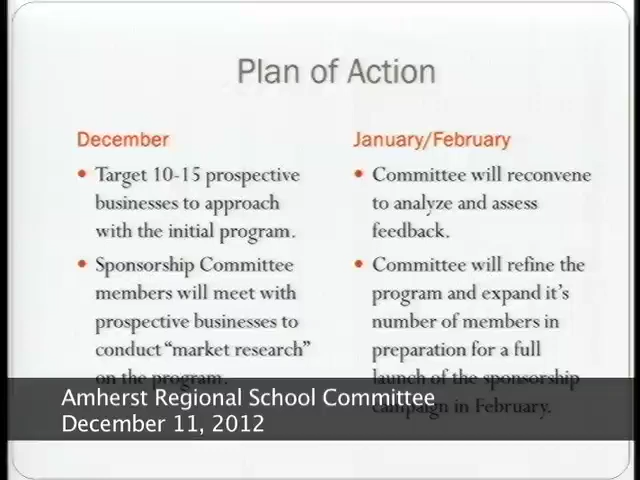 Plan of Action
December
• Target 10-15 prospective
businesses to approach
with the initial program.
• Sponsorship Committee
members will meet with
prospective businesses to
conduct “market research”
on the program.
January/February
• Committee will reconvene
to analyze and assess
feedback.
• Committee will refine the
program and expand it’s
number of members in
preparation for a full
launch of the sponsorship
campaign in February.
Amherst Regional School Committee
December 11, 2012